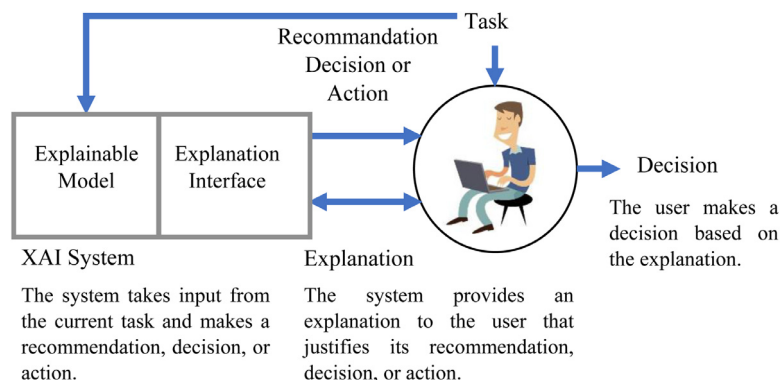 Task
Recommandation
Decision or
Action
Explainable
Model
Explanation
Interface
Decision
The user makes a
decision based on
the explanation.
XAI System
The system takes input from
the current task and makes a
recommendation, decision, or
action.
Explanation
The system provides an
explanation to the user that
justifies its recommendation,
decision, or action.